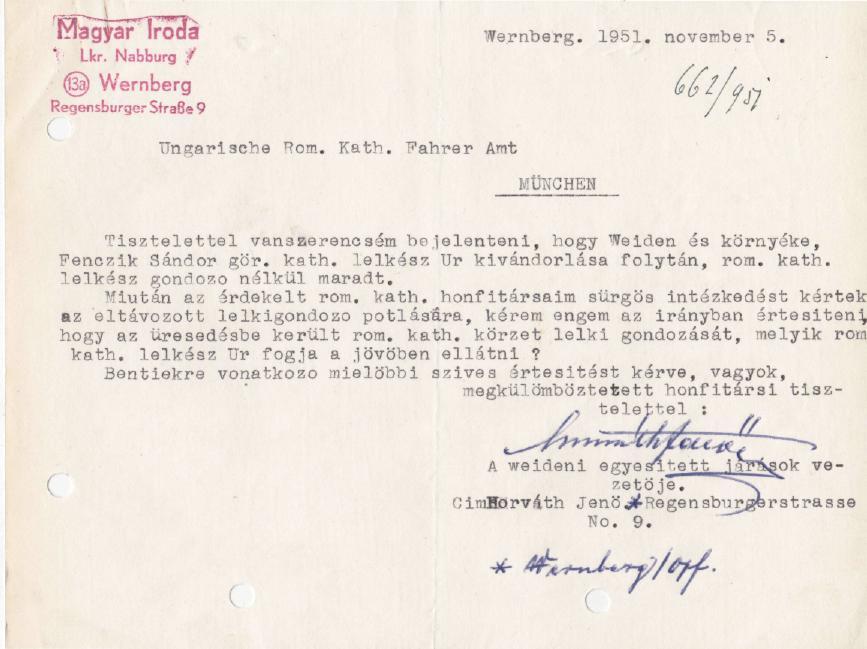 Magyar Iroda
Lkr. Nabburg
13a Wernberg
Regensburger Straße 9
Wernberg. 1951. november 5.
662/951
Ungarische Rom. Kath. Fahrer Amt
MÜNCHEN
Tisztelettel vanszerencsém bejelenteni, hogy Weiden és környéke,
Fenczik Sándor gör. kath. lelkész Ur kivándorlása folytán, rom. kath.
lelkész gondozo nélkül maradt.
Miután az érdekelt rom. kath. honfitársaim sürgös intézkedést kértek
az eltávozott lelkigondozo potlására, kérem engem az irányban értesiteni,
hogy az üresedésbe került rom. kath. körzet lelki gondozását, melyik rom
kath. lelkész Ur fogja a jövöben ellátni ?
Bentiekre vonatkozo mielöbbi szives értesitést kérve, vagyok,
megkülömböztetett honfitársi tisz-
telettel :
A weideni egyesitett járások ve-
zetöje.
Cim Horváth Jenö * Regensburgerstrasse
No. 9.
* Wernberg/Opf.